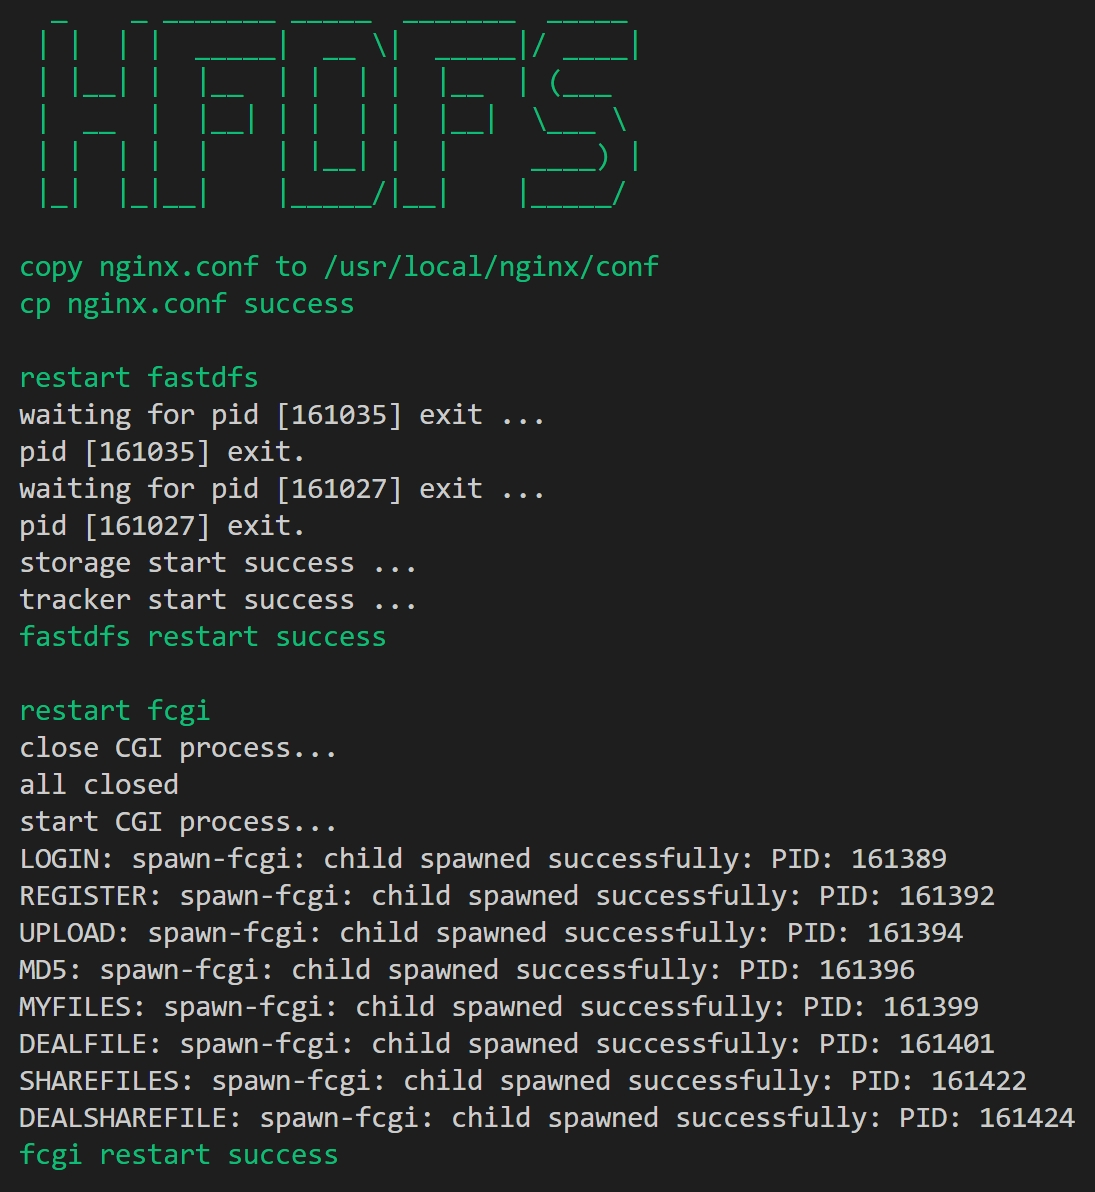 HFDFS
copy nginx.conf to /usr/local/nginx/conf
cp nginx.conf success
restart fastdfs
waiting for pid [161035] exit ...
pid [161035] exit.
waiting for pid [161027] exit ...
pid [161027] exit.
storage start success ...
tracker start success ...
fastdfs restart success
restart fcgi
close CGI process...
all closed
start CGI process...
LOGIN: spawn-fcgi: child spawned successfully: PID: 161389
REGISTER: spawn-fcgi: child spawned successfully: PID: 161392
UPLOAD: spawn-fcgi: child spawned successfully: PID: 161394
MD5: spawn-fcgi: child spawned successfully: PID: 161396
MYFILES: spawn-fcgi: child spawned successfully: PID: 161399
DEALFILE: spawn-fcgi: child spawned successfully: PID: 161401
SHAREFILES: spawn-fcgi: child spawned successfully: PID: 161422
DEALSHAREFILE: spawn-fcgi: child spawned successfully: PID: 161424
fcgi restart success